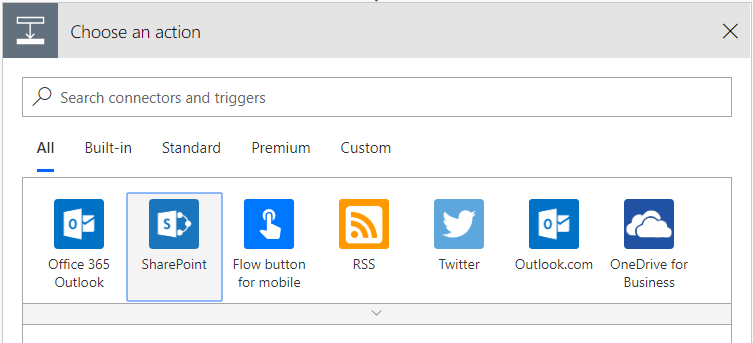 Choose an action
Search connectors and triggers
All Built-in Standard Premium Custom
Office 365 Outlook
SharePoint
Flow button for mobile
RSS
Twitter
Outlook.com
OneDrive for Business